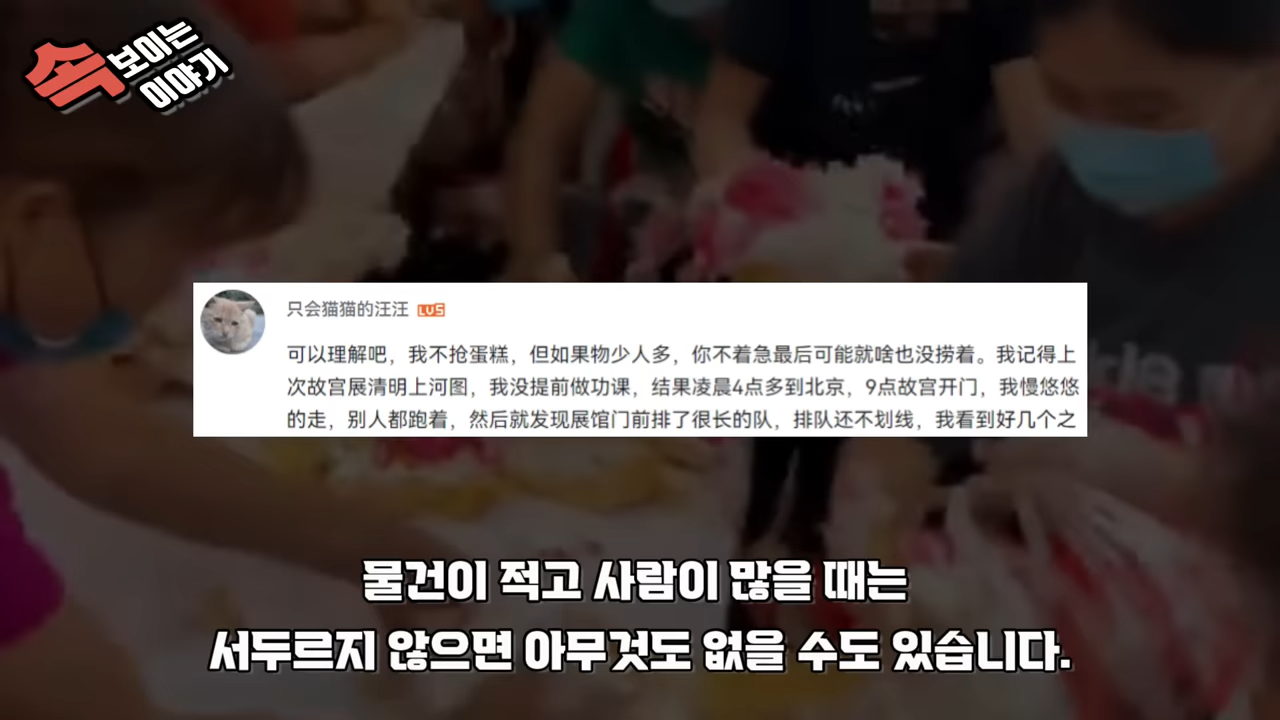 속보이는
이야기
只会猫猫的汪汪 LV5
可以理解吧，我不抢蛋糕，但如果物少人多，你不着急最后可能就啥也没捞着。我记得上
次故宫展清明上河图，我没提前做功课，结果凌晨4点多到北京，9点故宫开门，我慢悠悠
的走，别人都跑着，然后就发现展馆门前排了很长的队，排队还不划线，我看到好几个之
물건이 적고 사람이 많을 때는
서두르지 않으면 아무것도 없을 수도 있습니다.